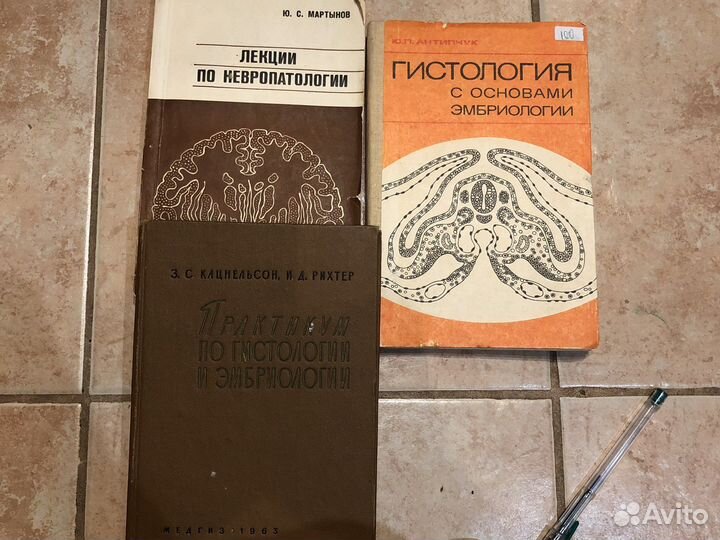 Ю. С. МАРТЫНОВ
ЛЕКЦИИ
ПО НЕВРОПАТОЛОГИИ
Ю.П. АНТИПЧУК
100
ГИСТОЛОГИЯ
С ОСНОВАМИ
ЭМБРИОЛОГИИ
З. С. КАЦНЕЛЬСОН, И. Д. РИХТЕР
ПРАКТИКУМ
ПО ГИСТОЛОГИИ
И ЭМБРИОЛОГИИ
МЕДГИЗ · 1963
Avito